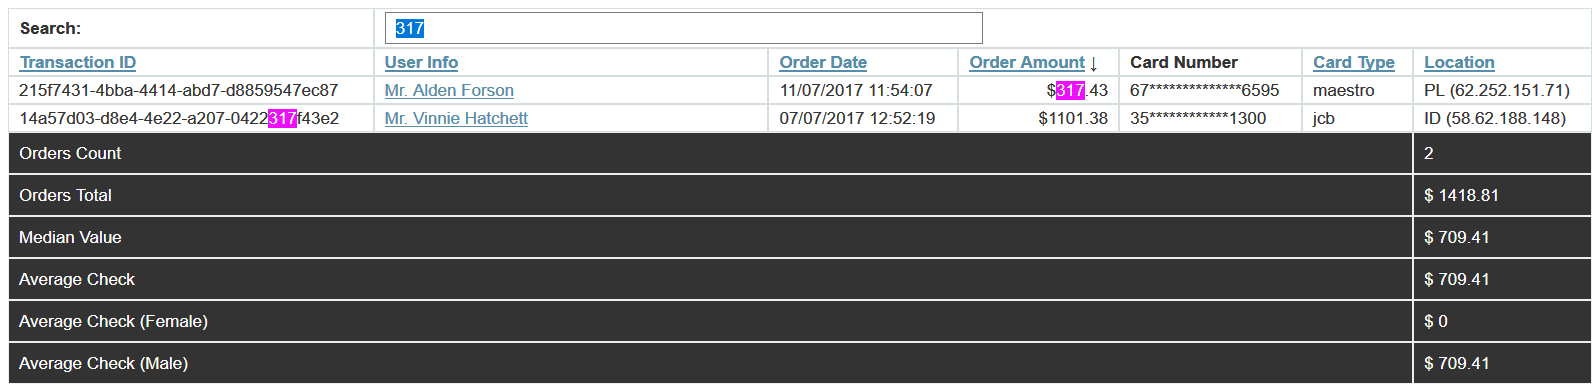 Search: 317
Transaction ID User Info Order Date Order Amount ↓ Card Number Card Type Location
215f7431-4bba-4414-abd7-d8859547ec87 Mr. Alden Forson 11/07/2017 11:54:07 $317.43 67**************6595 maestro PL (62.252.151.71)
14a57d03-d8e4-4e22-a207-0422317f43e2 Mr. Vinnie Hatchett 07/07/2017 12:52:19 $1101.38 35************1300 jcb ID (58.62.188.148)
Orders Count 2
Orders Total $ 1418.81
Median Value $ 709.41
Average Check $ 709.41
Average Check (Female) $ 0
Average Check (Male) $ 709.41